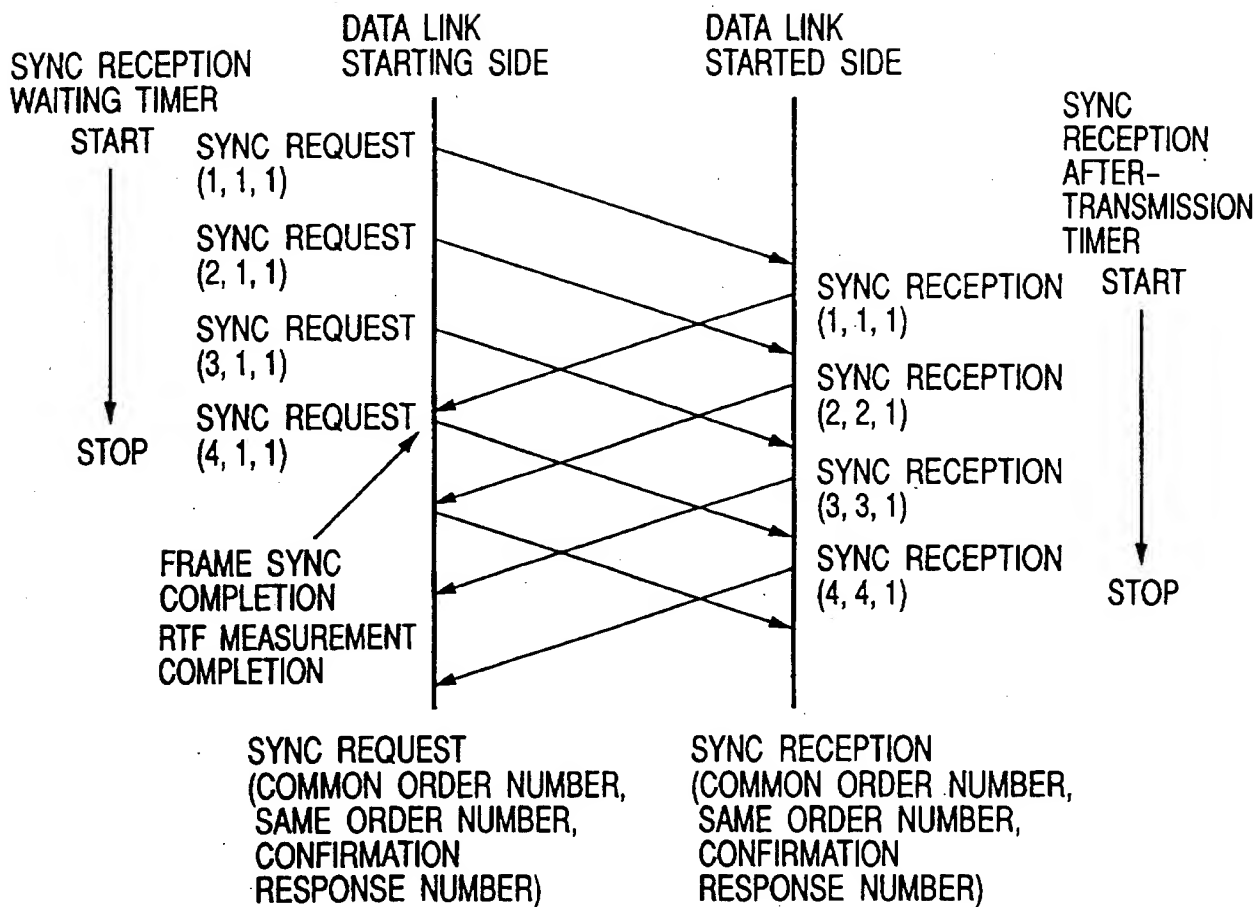 DATA LINK
STARTING SIDE
DATA LINK
STARTED SIDE
SYNC RECEPTION
WAITING TIMER
START
STOP
SYNC REQUEST
(1, 1, 1)
SYNC REQUEST
(2, 1, 1)
SYNC REQUEST
(3, 1, 1)
SYNC REQUEST
(4, 1, 1)
FRAME SYNC
COMPLETION
RTF MEASUREMENT
COMPLETION
SYNC
RECEPTION
AFTER-
TRANSMISSION
TIMER
START
STOP
SYNC RECEPTION
(1, 1, 1)
SYNC RECEPTION
(2, 2, 1)
SYNC RECEPTION
(3, 3, 1)
SYNC RECEPTION
(4, 4, 1)
SYNC REQUEST
(COMMON ORDER NUMBER,
SAME ORDER NUMBER,
CONFIRMATION
RESPONSE NUMBER)
SYNC RECEPTION
(COMMON ORDER NUMBER,
SAME ORDER NUMBER,
CONFIRMATION
RESPONSE NUMBER)